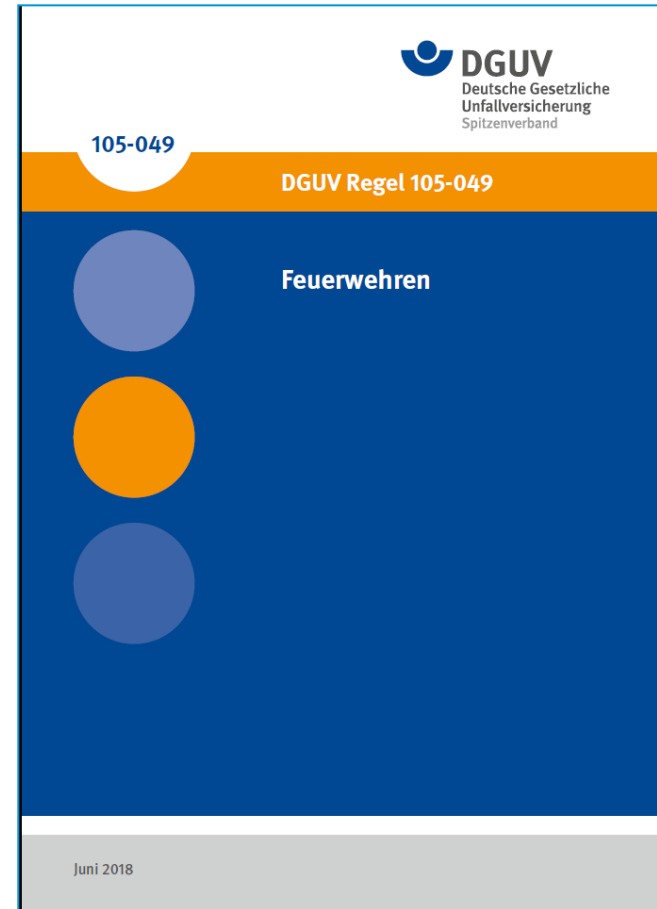 DGUV
Deutsche Gesetzliche
Unfallversicherung
Spitzenverband
105-049
DGUV Regel 105-049
Feuerwehren
Juni 2018